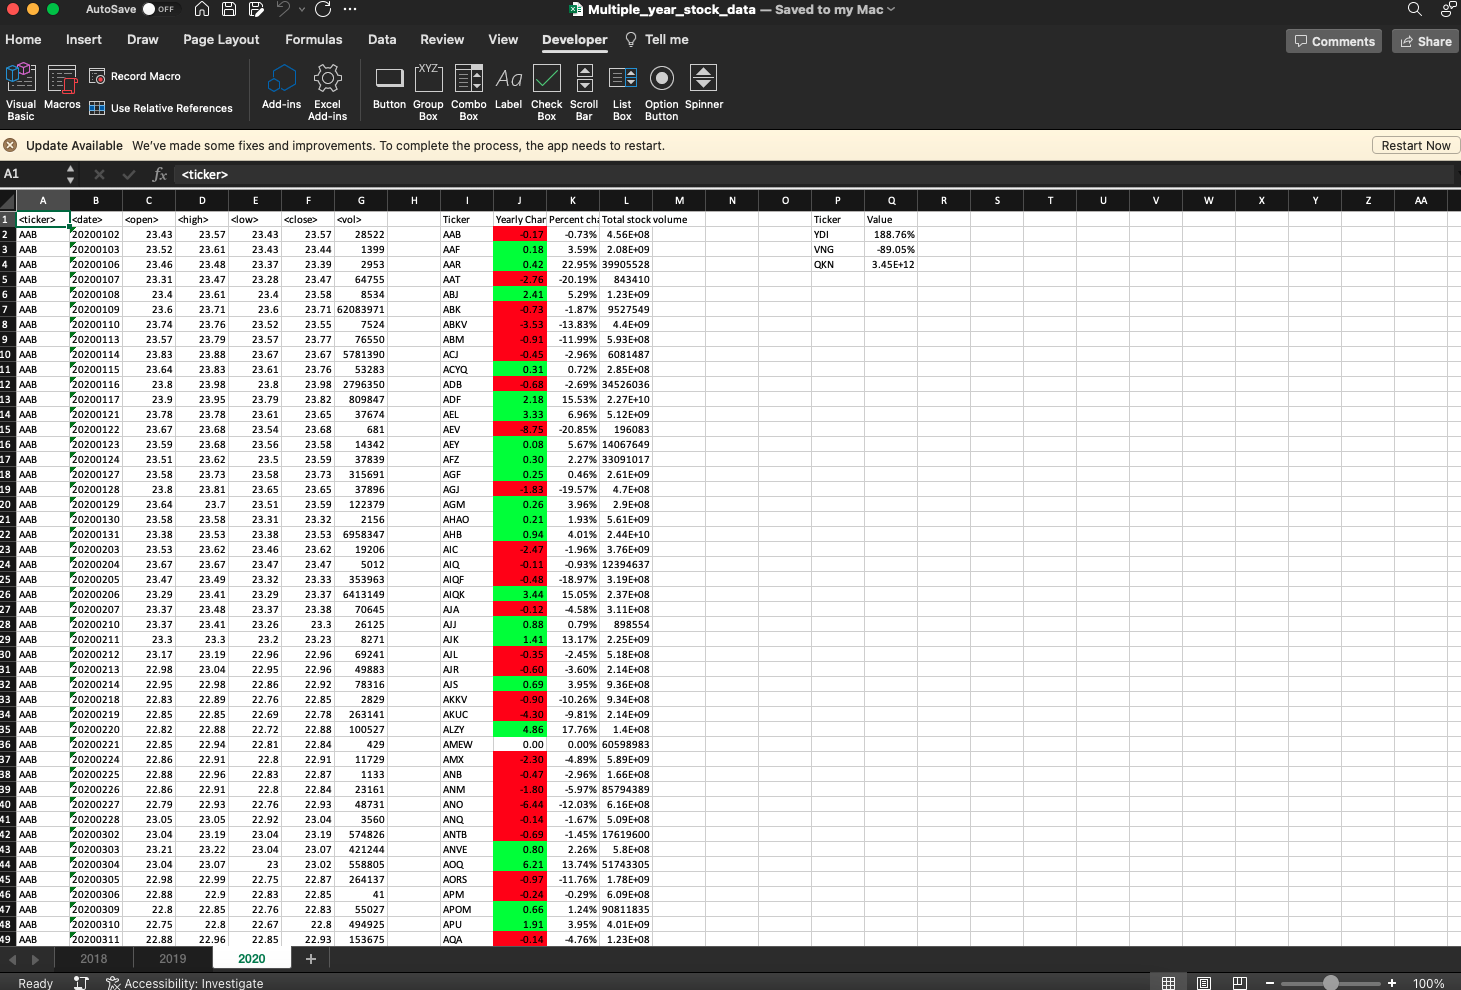 AutoSave OFF Multiple_year_stock_data — Saved to my Mac
Home Insert Draw Page Layout Formulas Data Review View Developer Tell me Comments Share
Visual Basic Macros Record Macro Use Relative References Add-ins Excel Add-ins Button Group Box Combo Box Label Check Box Scroll Bar List Box Option Button Spinner
XYZ Aa
Update Available We've made some fixes and improvements. To complete the process, the app needs to restart. Restart Now
A1 fx <ticker>
A B C D E F G H I J K L M N O P Q R S T U V W X Y Z AA
1 <ticker> <date> <open> <high> <low> <close> <vol> Ticker Yearly Char Percent cha Total stock volume Ticker Value
2 AAB 20200102 23.43 23.57 23.43 23.57 28522 AAB -0.17 -0.73% 4.56E+08 YDI 188.76%
3 AAB 20200103 23.52 23.61 23.43 23.44 1399 AAF 0.18 3.59% 2.08E+09 VNG -89.05%
4 AAB 20200106 23.46 23.48 23.37 23.39 2953 AAR 0.42 22.95% 39905528 QKN 3.45E+12
5 AAB 20200107 23.31 23.47 23.28 23.47 64755 AAT -2.76 -20.19% 843410
6 AAB 20200108 23.4 23.61 23.4 23.58 8534 ABJ 2.41 5.29% 1.23E+09
7 AAB 20200109 23.6 23.71 23.6 23.71 62083971 ABK -0.73 -1.87% 9527549
8 AAB 20200110 23.74 23.76 23.52 23.55 7524 ABKV -3.53 -13.83% 4.4E+09
9 AAB 20200113 23.57 23.79 23.57 23.77 76550 ABM -0.91 -11.99% 5.93E+08
10 AAB 20200114 23.83 23.88 23.67 23.67 5781390 ACJ -0.45 -2.96% 6081487
11 AAB 20200115 23.64 23.83 23.61 23.76 53283 ACYQ 0.31 0.72% 2.85E+08
12 AAB 20200116 23.8 23.98 23.8 23.98 2796350 ADB -0.68 -2.69% 34526036
13 AAB 20200117 23.9 23.95 23.79 23.82 809847 ADF 2.18 15.53% 2.27E+10
14 AAB 20200121 23.78 23.78 23.61 23.65 37674 AEL 3.33 6.96% 5.12E+09
15 AAB 20200122 23.67 23.68 23.54 23.68 681 AEV -8.75 -20.85% 196083
16 AAB 20200123 23.59 23.68 23.56 23.58 14342 AEY 0.08 5.67% 14067649
17 AAB 20200124 23.51 23.62 23.5 23.59 37839 AFZ 0.30 2.27% 33091017
18 AAB 20200127 23.58 23.73 23.58 23.73 315691 AGF 0.25 0.46% 2.61E+09
19 AAB 20200128 23.8 23.81 23.65 23.65 37896 AGJ -1.83 -19.57% 4.7E+08
20 AAB 20200129 23.64 23.7 23.51 23.59 122379 AGM 0.26 3.96% 2.9E+08
21 AAB 20200130 23.58 23.58 23.31 23.32 2156 AHAO 0.21 1.93% 5.61E+09
22 AAB 20200131 23.38 23.53 23.38 23.53 6958347 AHB 0.94 4.01% 2.44E+10
23 AAB 20200203 23.53 23.62 23.46 23.62 19206 AIC -2.47 -1.96% 3.76E+09
24 AAB 20200204 23.67 23.67 23.47 23.47 5012 AIQ -0.11 -0.93% 12394637
25 AAB 20200205 23.47 23.49 23.32 23.33 353963 AIQF -0.48 -18.97% 3.19E+08
26 AAB 20200206 23.29 23.41 23.29 23.37 6413149 AIQK 3.44 15.05% 2.37E+08
27 AAB 20200207 23.37 23.48 23.37 23.38 70645 AJA -0.12 -4.58% 3.11E+08
28 AAB 20200210 23.37 23.41 23.26 23.3 26125 AJJ 0.88 0.79% 898554
29 AAB 20200211 23.3 23.3 23.2 23.23 8271 AJK 1.41 13.17% 2.25E+09
30 AAB 20200212 23.17 23.19 22.96 22.96 69241 AJL -0.35 -2.45% 5.18E+08
31 AAB 20200213 22.98 23.04 22.95 22.96 49883 AJR -0.60 -3.60% 2.14E+08
32 AAB 20200214 22.95 22.98 22.86 22.92 78316 AJS 0.69 3.95% 9.36E+08
33 AAB 20200218 22.83 22.89 22.76 22.85 2829 AKKV -0.90 -10.26% 9.34E+08
34 AAB 20200219 22.85 22.85 22.69 22.78 263141 AKUC -4.30 -9.81% 2.14E+09
35 AAB 20200220 22.82 22.88 22.72 22.88 100527 ALZY 4.86 17.76% 1.4E+08
36 AAB 20200221 22.85 22.94 22.81 22.84 429 AMEW 0.00 0.00% 60598983
37 AAB 20200224 22.86 22.91 22.8 22.91 11729 AMX -2.30 -4.89% 5.89E+09
38 AAB 20200225 22.88 22.96 22.83 22.87 1133 ANB -0.47 -2.96% 1.66E+08
39 AAB 20200226 22.86 22.91 22.8 22.84 23161 ANM -1.80 -5.97% 85794389
40 AAB 20200227 22.79 22.93 22.76 22.93 48731 ANO -6.44 -12.03% 6.16E+08
41 AAB 20200228 23.05 23.05 22.92 23.04 3560 ANQ -0.14 -1.67% 5.09E+08
42 AAB 20200302 23.04 23.19 23.04 23.19 574826 ANTB -0.69 -1.45% 17619600
43 AAB 20200303 23.21 23.22 23.04 23.07 421244 ANVE 0.80 2.26% 5.8E+08
44 AAB 20200304 23.04 23.07 23 23.02 558805 AOQ 6.21 13.74% 51743305
45 AAB 20200305 22.98 22.99 22.75 22.87 264137 AORS -0.97 -11.76% 1.78E+09
46 AAB 20200306 22.88 22.9 22.83 22.85 41 APM -0.24 -0.29% 6.09E+08
47 AAB 20200309 22.8 22.85 22.76 22.83 55027 APOM 0.66 1.24% 90811835
48 AAB 20200310 22.75 22.8 22.67 22.8 494925 APU 1.91 3.95% 4.01E+09
49 AAB 20200311 22.88 22.96 22.85 22.93 153675 AQA -0.14 -4.76% 1.23E+08
2018 2019 2020 +
Ready Accessibility: Investigate 100%